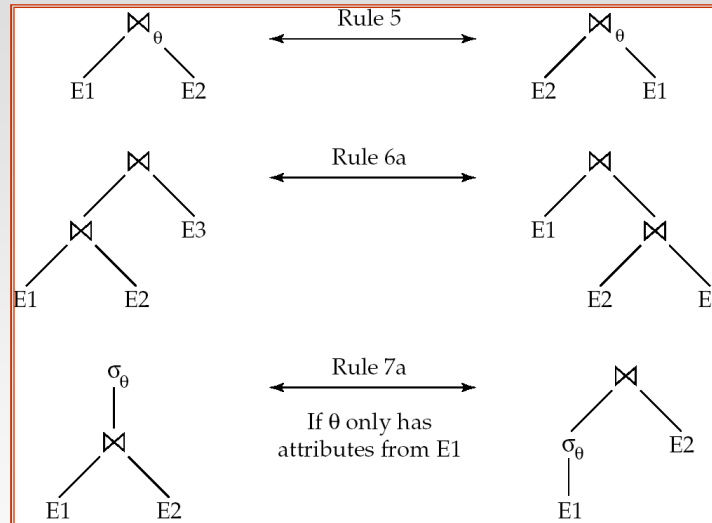 ⋈θ Rule 5 ⋈θ
E1 E2 E2 E1
⋈ Rule 6a ⋈
⋈ E3 E1 ⋈
E1 E2 E2 E
σθ Rule 7a ⋈
If θ only has
attributes from E1
⋈ σθ E2
E1 E2 E1